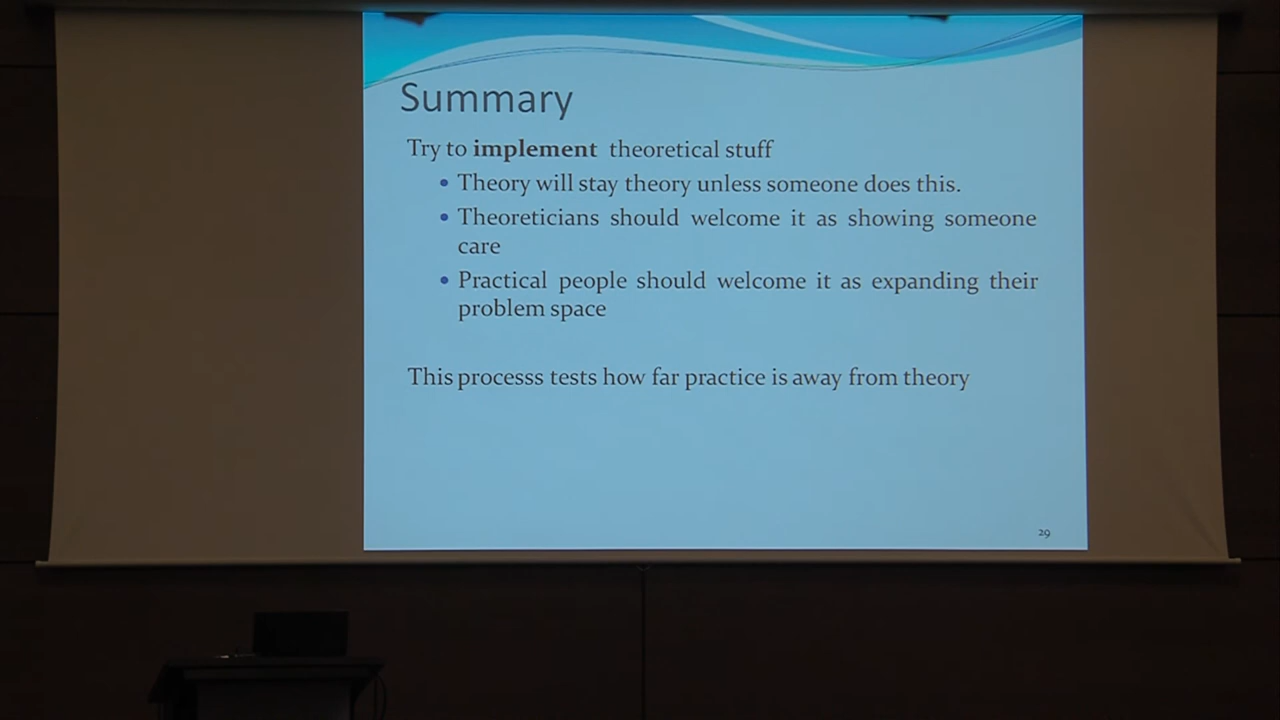 Summary
Try to implement theoretical stuff
• Theory will stay theory unless someone does this.
• Theoreticians should welcome it as showing someone
care
• Practical people should welcome it as expanding their
problem space
This processs tests how far practice is away from theory
29